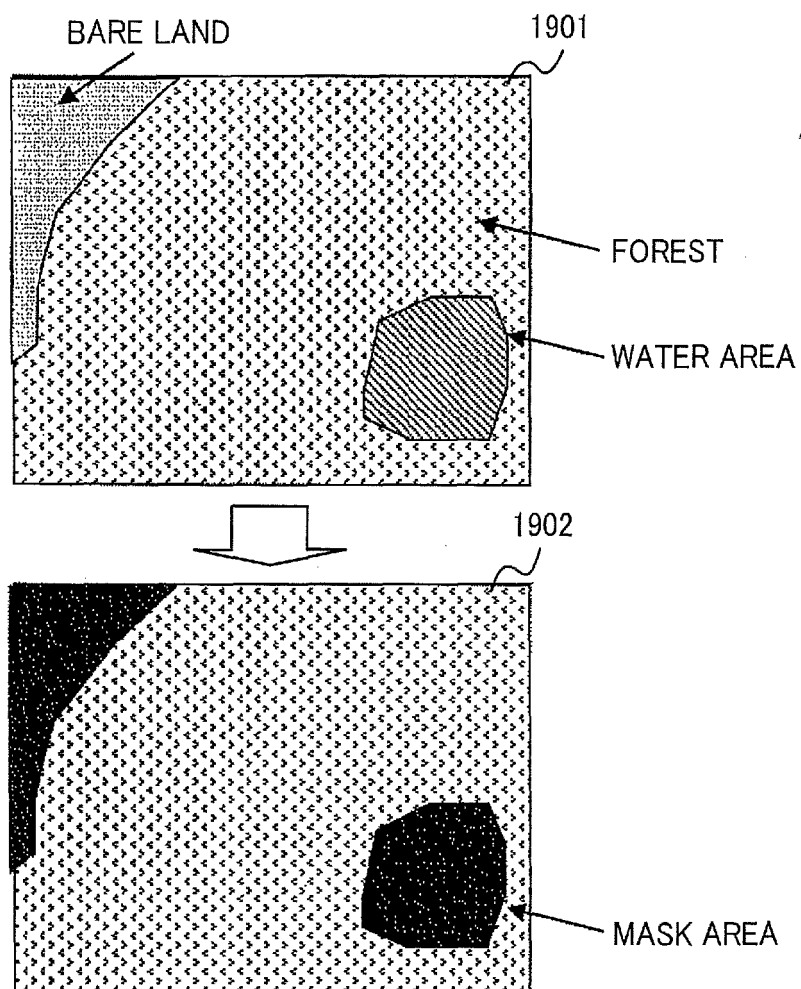 BARE LAND
1901
FOREST
WATER AREA
1902
MASK AREA